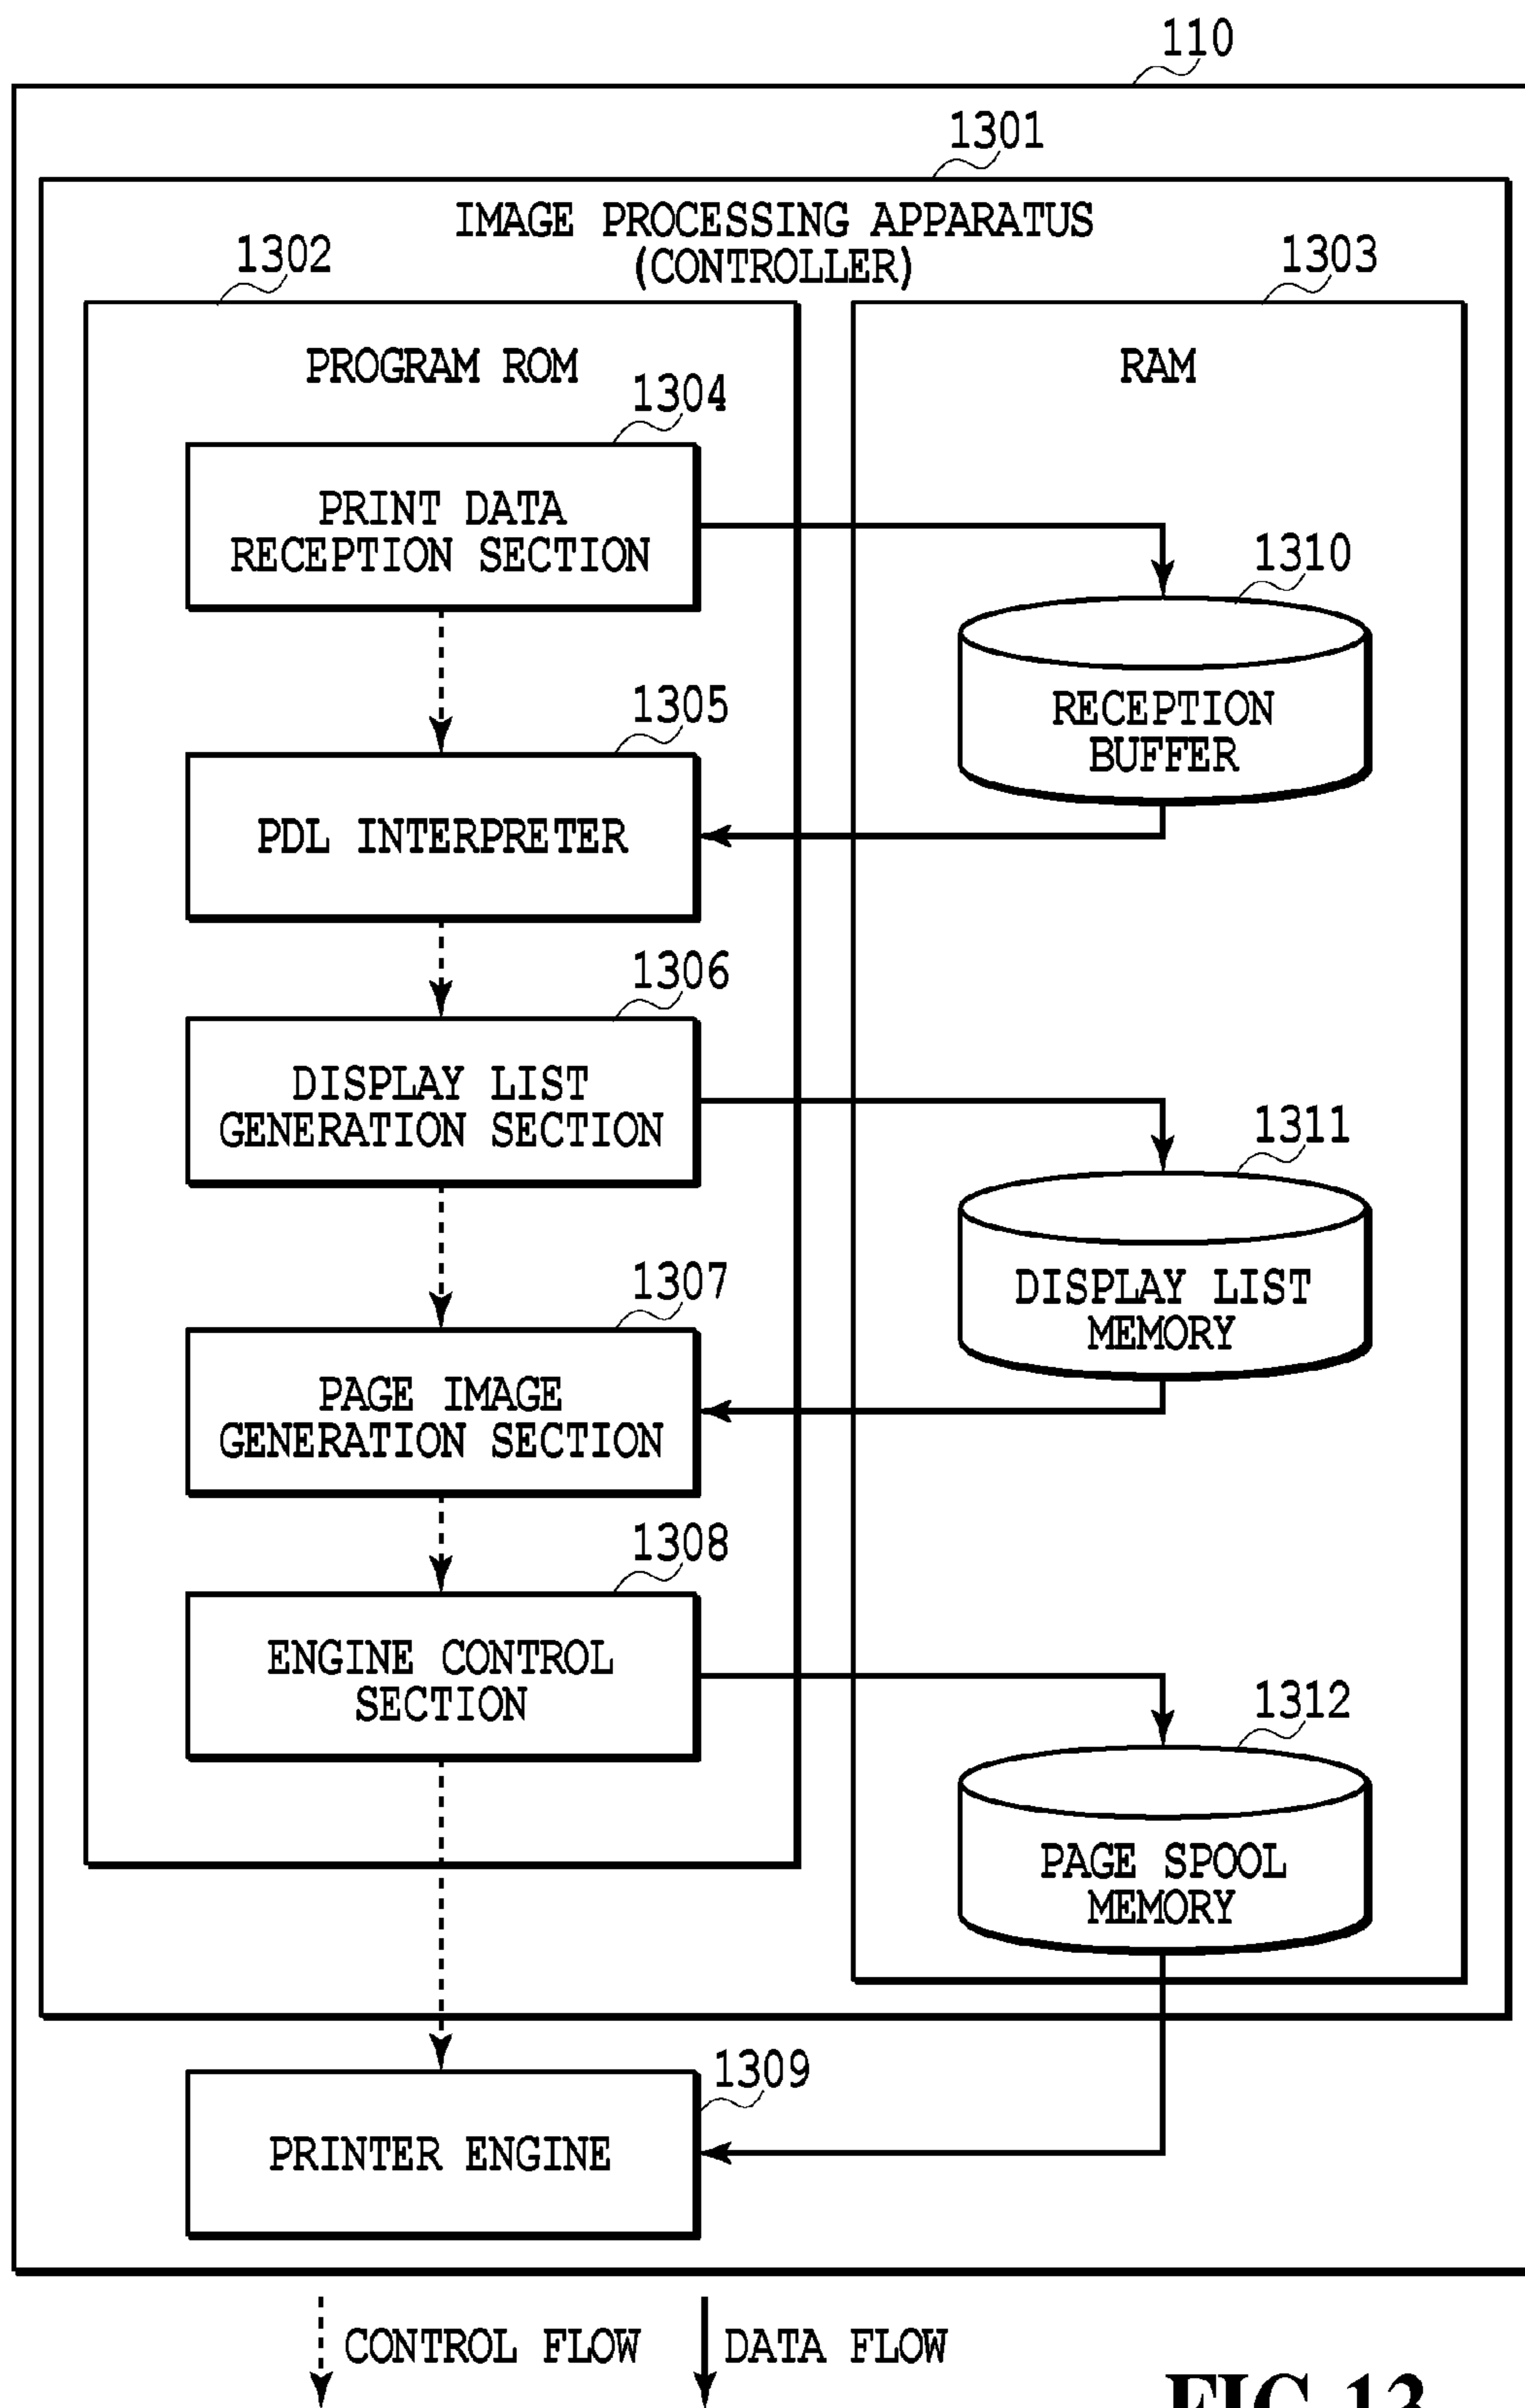 110
1301
IMAGE PROCESSING APPARATUS
(CONTROLLER)
1302
1303
PROGRAM ROM
RAM
1304
PRINT DATA
RECEPTION SECTION
1310
RECEPTION
BUFFER
1305
PDL INTERPRETER
1306
DISPLAY LIST
GENERATION SECTION
1311
DISPLAY LIST
MEMORY
1307
PAGE IMAGE
GENERATION SECTION
1308
ENGINE CONTROL
SECTION
1312
PAGE SPOOL
MEMORY
1309
PRINTER ENGINE
CONTROL FLOW
DATA FLOW
FIG.13